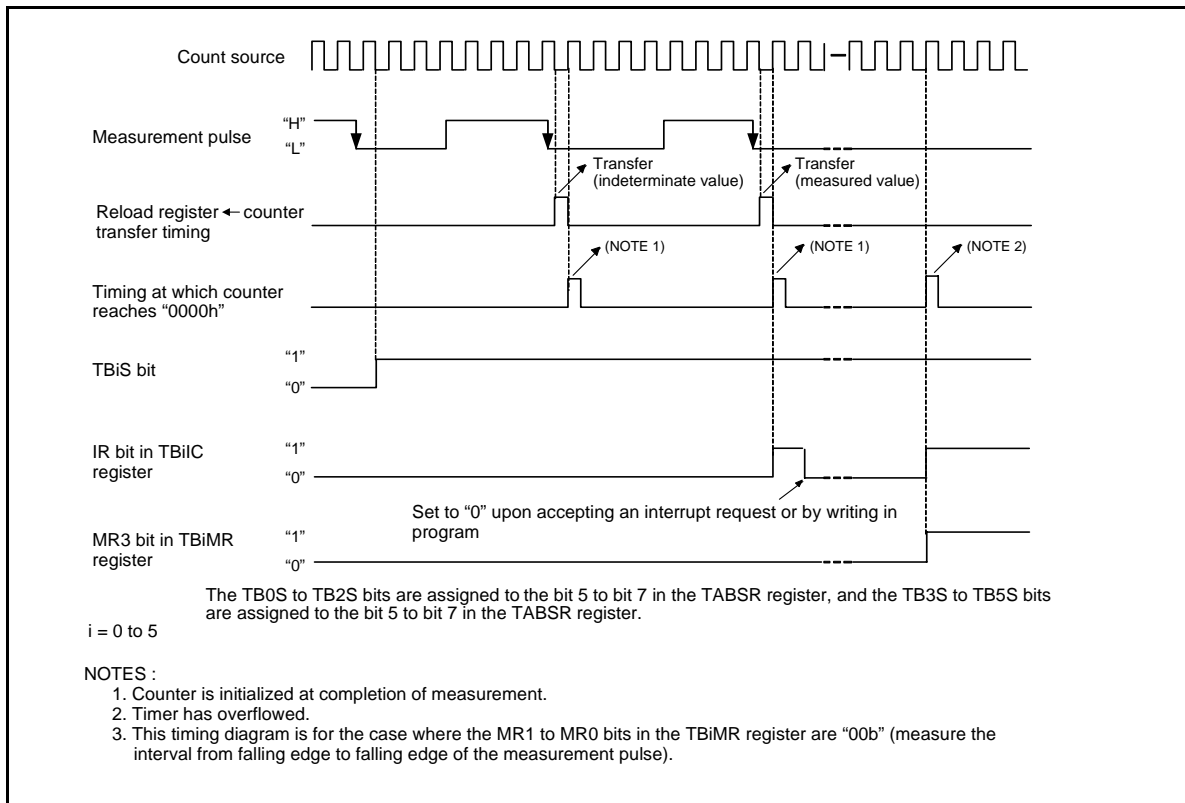 Count source
Measurement pulse
“H”
“L”
Transfer
(indeterminate value)
Transfer
(measured value)
Reload register ← counter
transfer timing
(NOTE 1)
(NOTE 1)
(NOTE 2)
Timing at which counter
reaches “0000h”
TBiS bit
“1”
“0”
IR bit in TBiIC
register
“1”
“0”
Set to “0” upon accepting an interrupt request or by writing in
program
MR3 bit in TBiMR
register
“1”
“0”
The TB0S to TB2S bits are assigned to the bit 5 to bit 7 in the TABSR register, and the TB3S to TB5S bits
are assigned to the bit 5 to bit 7 in the TABSR register.
i = 0 to 5
NOTES :
1. Counter is initialized at completion of measurement.
2. Timer has overflowed.
3. This timing diagram is for the case where the MR1 to MR0 bits in the TBiMR register are “00b” (measure the
interval from falling edge to falling edge of the measurement pulse).